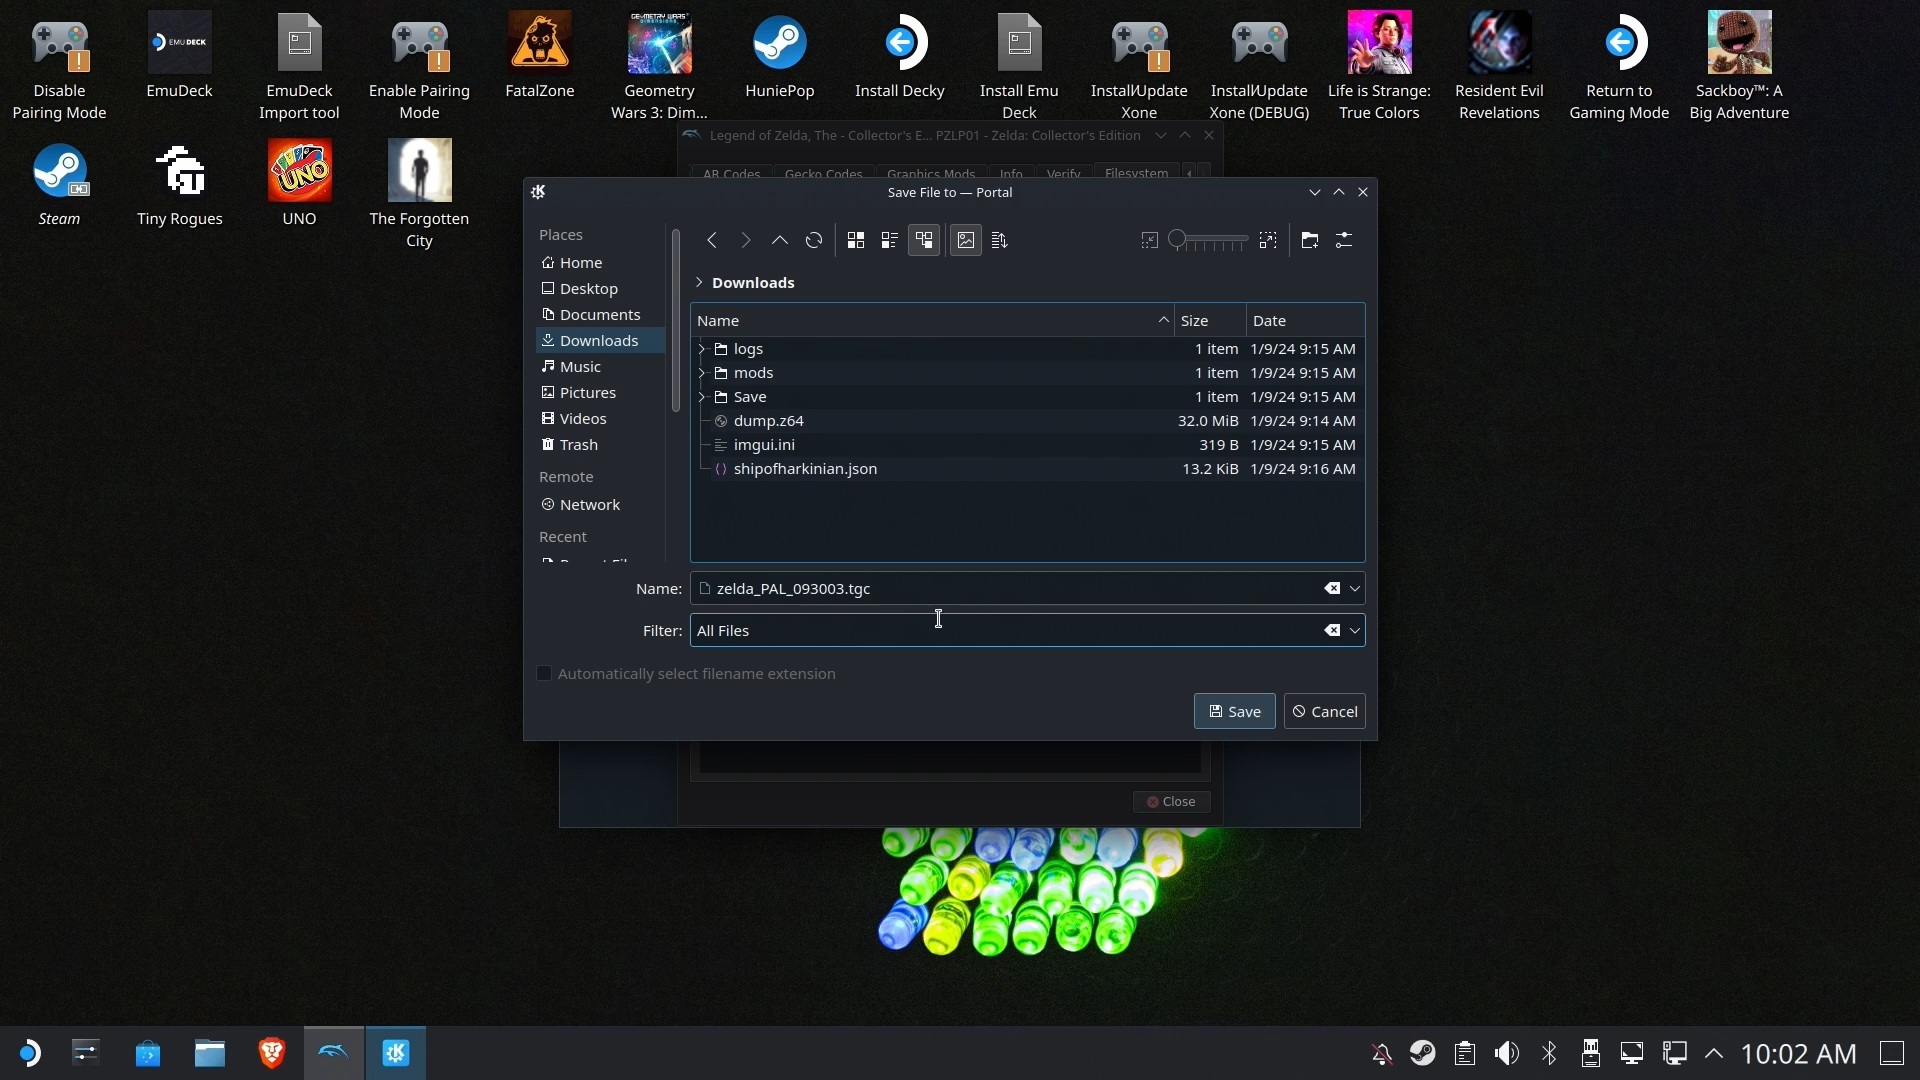 Disable
Pairing Mode
EMUDECK
EmuDeck
EmuDeck
Import tool
Enable Pairing
Mode
FatalZone
GEOMETRY WARS³
DIMENSIONS
Geometry
Wars 3: Dim...
HuniePop
Install Decky
Install Emu
Deck
Install⁄Update
Xone
Install⁄Update
Xone (DEBUG)
Life is Strange:
True Colors
Resident Evil
Revelations
Return to
Gaming Mode
Sackboy™: A
Big Adventure
Steam
Tiny Rogues
UNO
UNO
The Forgotten
City
Legend of Zelda, The - Collector's E... PZLP01 - Zelda: Collector's Edition
AR Codes Gecko Codes Graphics Mods Info Verify Filesystem
Save File to — Portal
Places
Home
Desktop
Documents
Downloads
Music
Pictures
Videos
Trash
Remote
Network
Recent
Downloads
Name Size Date
logs 1 item 1/9/24 9:15 AM
mods 1 item 1/9/24 9:15 AM
Save 1 item 1/9/24 9:15 AM
dump.z64 32.0 MiB 1/9/24 9:14 AM
imgui.ini 319 B 1/9/24 9:15 AM
shipofharkinian.json 13.2 KiB 1/9/24 9:16 AM
Name: zelda_PAL_093003.tgc
Filter: All Files
Automatically select filename extension
Save Cancel
Close
10:02 AM